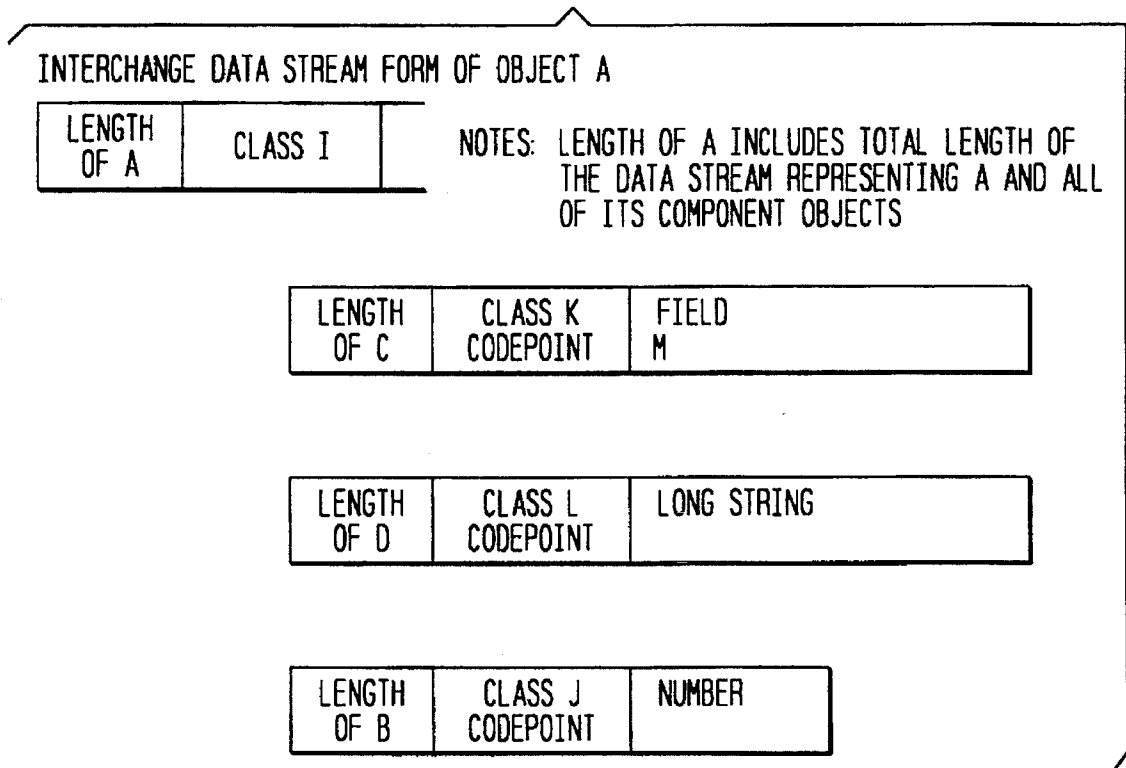 INTERCHANGE DATA STREAM FORM OF OBJECT A
LENGTH OF A
CLASS I
NOTES: LENGTH OF A INCLUDES TOTAL LENGTH OF
THE DATA STREAM REPRESENTING A AND ALL
OF ITS COMPONENT OBJECTS
LENGTH OF C
CLASS K CODEPOINT
FIELD
M
LENGTH OF D
CLASS L CODEPOINT
LONG STRING
LENGTH OF B
CLASS J CODEPOINT
NUMBER